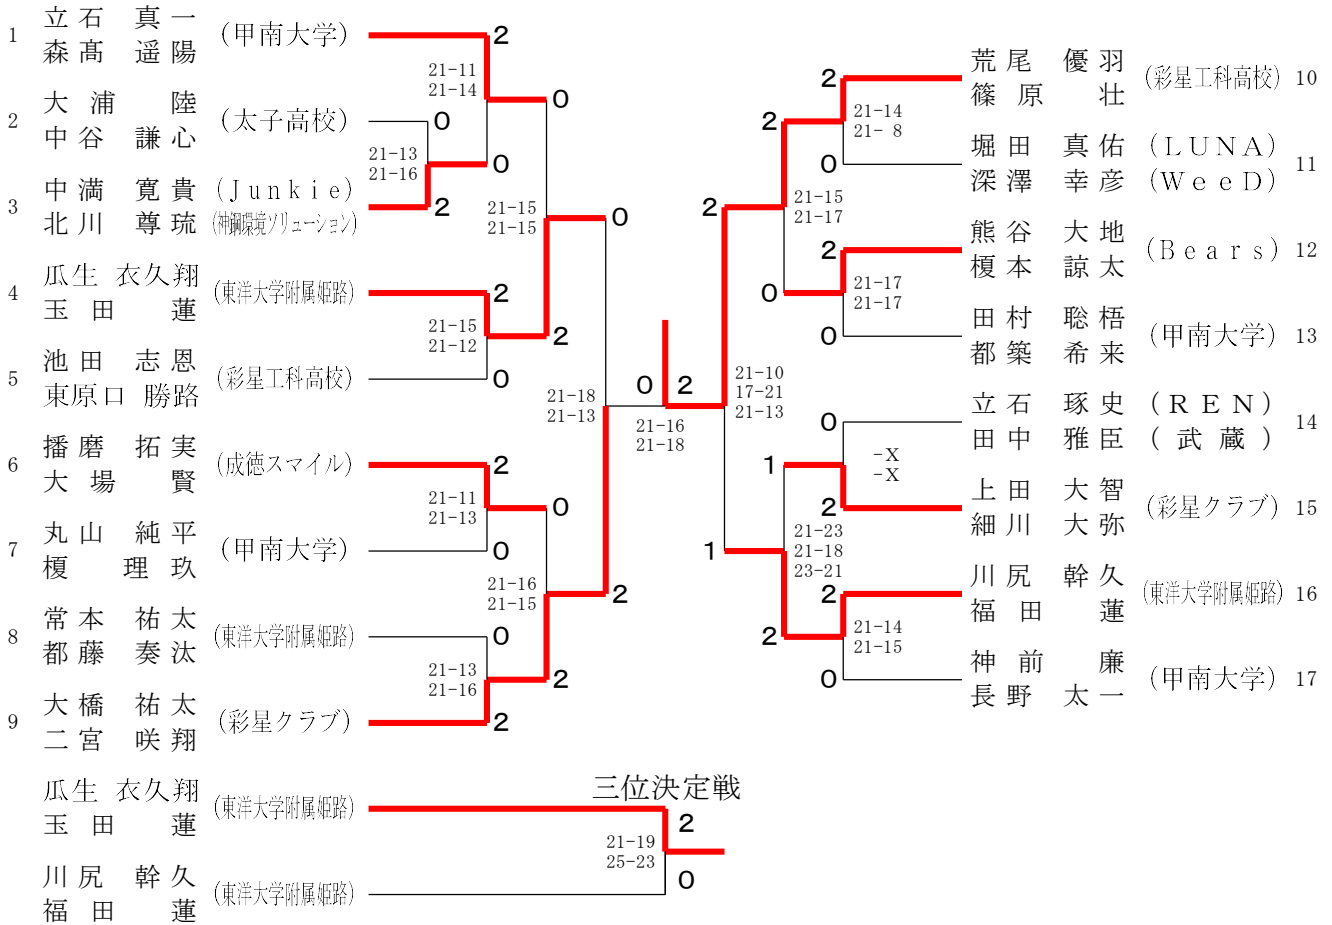 1 立石 真一 (甲南大学)
森髙 遥陽
2 大浦 陸 (太子高校)
中谷 謙心
3 中満 寛貴 (Junkie)
北川 尊琉 (神鋼環境ソリューション)
4 瓜生 衣久翔 (東洋大学附属姫路)
玉田 蓮
5 池田 志恩 (彩星工科高校)
東原口 勝路
6 播磨 拓実 (成徳スマイル)
大場 賢
7 丸山 純平 (甲南大学)
榎 理玖
8 常本 祐太 (東洋大学附属姫路)
都藤 奏汰
9 大橋 祐太 (彩星クラブ)
二宮 咲翔
2
21-11
21-14
0
0
21-13
21-16
0
2
21-15
21-15
0
2
21-15
21-12
2
0
21-18
21-13
2
21-11
21-13
0
0
21-16
21-15
2
0
21-13
21-16
2
2
0 2
21-16
21-18
荒尾 優羽 (彩星工科高校) 10
篠原 壮
堀田 真佑 (LUNA) 11
深澤 幸彦 (WeeD)
熊谷 大地 (Bears) 12
榎本 諒太
田村 聡悟 (甲南大学) 13
都築 希来
立石 琢史 (REN) 14
田中 雅臣 (武蔵)
上田 大智 (彩星クラブ) 15
細川 大弥
川尻 幹久 (東洋大学附属姫路) 16
福田 蓮
神前 廉 (甲南大学) 17
長野 太一
2
21-14
21- 8
2
0
21-15
21-17
2
2
21-17
21-17
0
0
21-10
17-21
21-13
0
-X
-X
1
2
21-23
21-18
23-21
1
2
21-14
21-15
2
0
三位決定戦
瓜生 衣久翔 (東洋大学附属姫路)
玉田 蓮
2
21-19
25-23
0
川尻 幹久 (東洋大学附属姫路)
福田 蓮